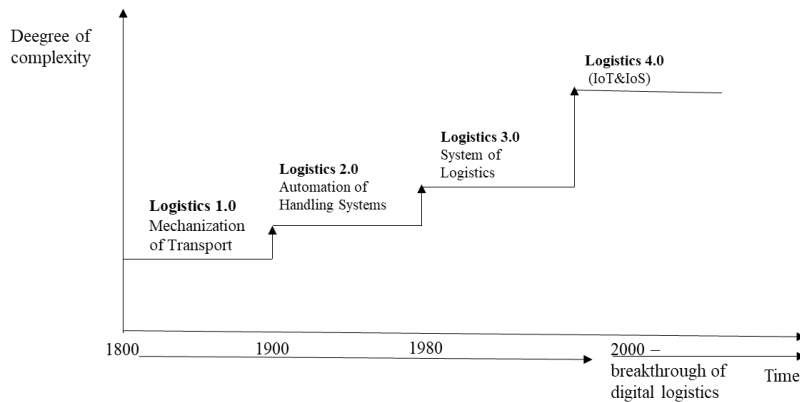 Deegree of
complexity
Logistics 4.0
(IoT&IoS)
Logistics 3.0
System of
Logistics
Logistics 2.0
Automation of
Handling Systems
Logistics 1.0
Mechanization
of Transport
1800
1900
1980
2000 –
breakthrough of
digital logistics
Time